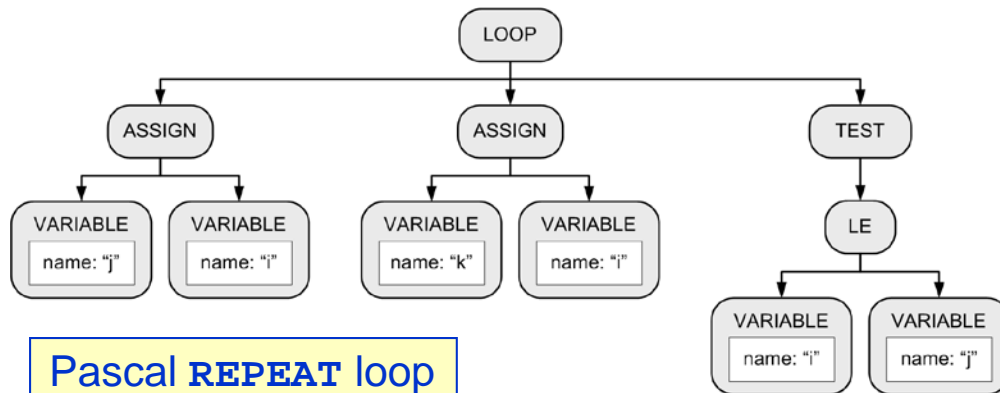 LOOP
ASSIGN ASSIGN TEST
VARIABLE VARIABLE VARIABLE VARIABLE LE
name: “j” name: “i” name: “k” name: “i”
VARIABLE VARIABLE
name: “i” name: “j”
Pascal REPEAT loop